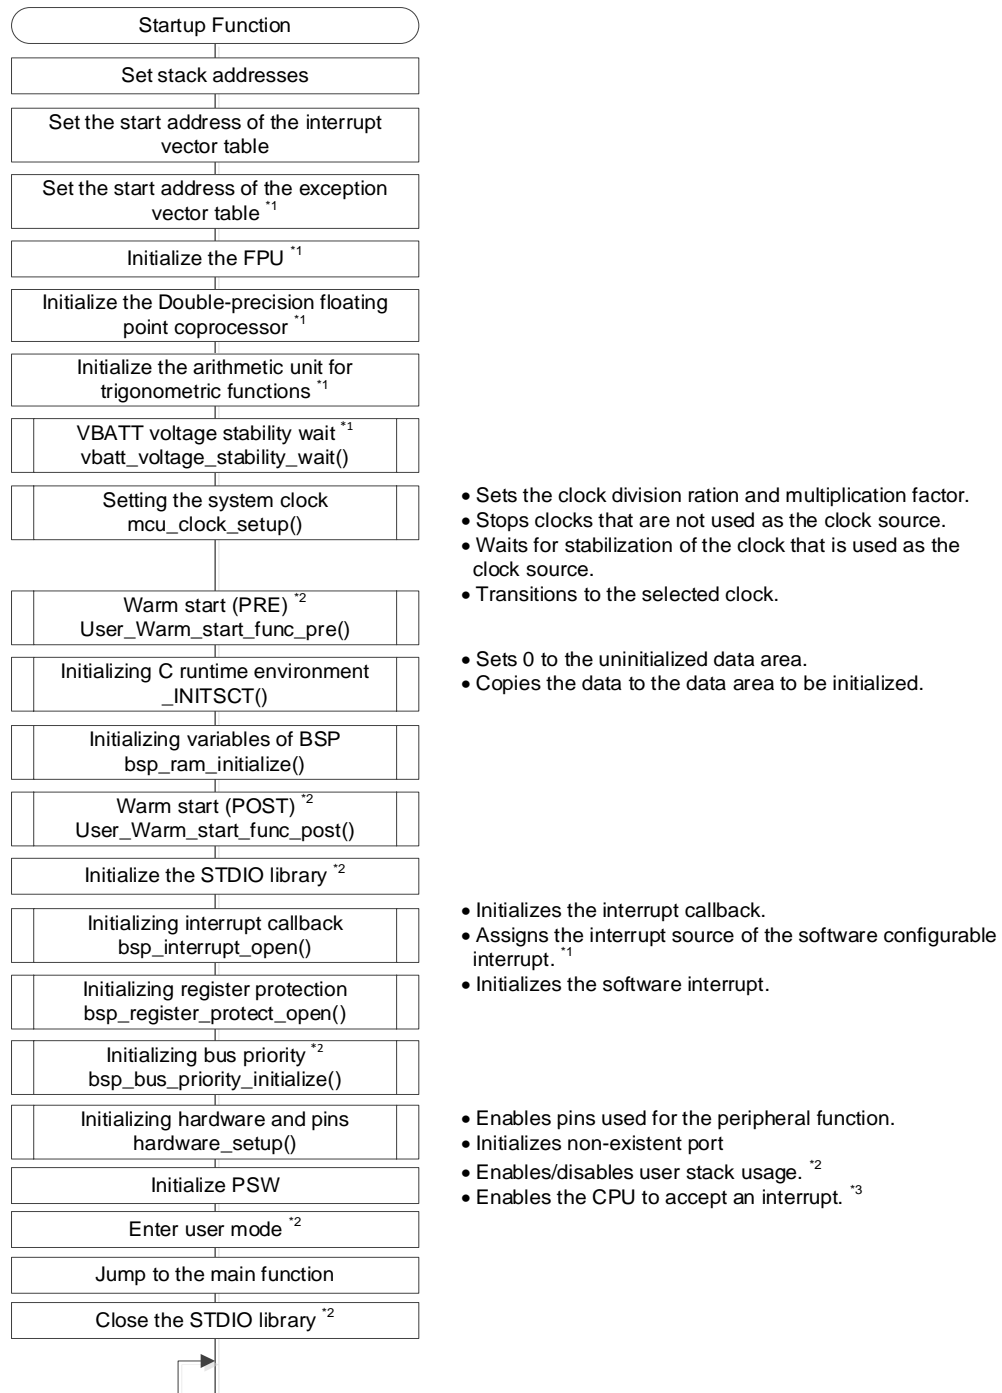 Startup Function
Set stack addresses
Set the start address of the interrupt
vector table
Set the start address of the exception
vector table *1
Initialize the FPU *1
Initialize the Double-precision floating
point coprocessor *1
Initialize the arithmetic unit for
trigonometric functions *1
VBATT voltage stability wait *1
vbatt_voltage_stability_wait()
Setting the system clock
mcu_clock_setup()
• Sets the clock division ration and multiplication factor.
• Stops clocks that are not used as the clock source.
• Waits for stabilization of the clock that is used as the
clock source.
• Transitions to the selected clock.
Warm start (PRE) *2
User_Warm_start_func_pre()
Initializing C runtime environment
_INITSCT()
• Sets 0 to the uninitialized data area.
• Copies the data to the data area to be initialized.
Initializing variables of BSP
bsp_ram_initialize()
Warm start (POST) *2
User_Warm_start_func_post()
Initialize the STDIO library *2
Initializing interrupt callback
bsp_interrupt_open()
• Initializes the interrupt callback.
• Assigns the interrupt source of the software configurable
interrupt. *1
• Initializes the software interrupt.
Initializing register protection
bsp_register_protect_open()
Initializing bus priority *2
bsp_bus_priority_initialize()
Initializing hardware and pins
hardware_setup()
• Enables pins used for the peripheral function.
• Initializes non-existent port
Initialize PSW
• Enables/disables user stack usage. *2
• Enables the CPU to accept an interrupt. *3
Enter user mode *2
Jump to the main function
Close the STDIO library *2